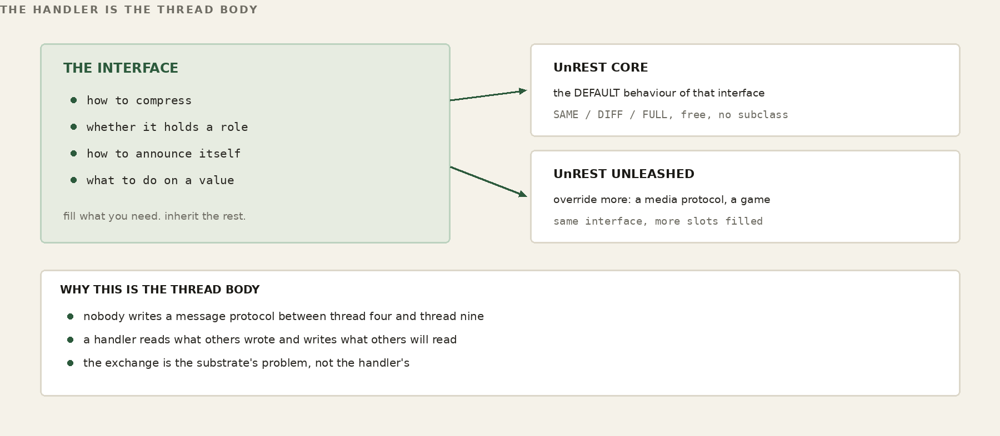 THE HANDLER IS THE THREAD BODY
THE INTERFACE
how to compress
whether it holds a role
how to announce itself
what to do on a value
fill what you need. inherit the rest.
UnREST CORE
the DEFAULT behaviour of that interface
SAME / DIFF / FULL, free, no subclass
UnREST UNLEASHED
override more: a media protocol, a game
same interface, more slots filled
WHY THIS IS THE THREAD BODY
nobody writes a message protocol between thread four and thread nine
a handler reads what others wrote and writes what others will read
the exchange is the substrate's problem, not the handler's